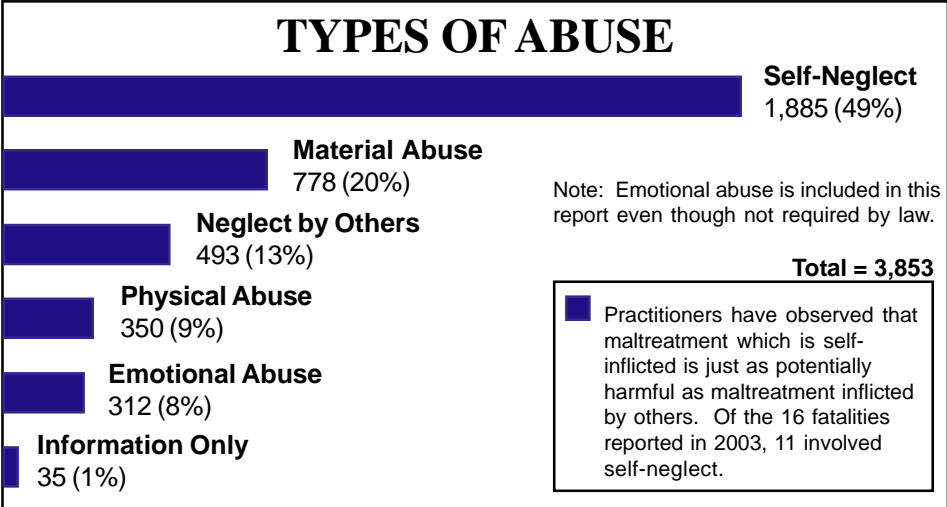 TYPES OF ABUSE
Self-Neglect
1,885 (49%)
Material Abuse
778 (20%)
Neglect by Others
493 (13%)
Physical Abuse
350 (9%)
Emotional Abuse
312 (8%)
Information Only
35 (1%)
Note: Emotional abuse is included in this
report even though not required by law.
Total = 3,853
Practitioners have observed that
maltreatment which is self-
inflicted is just as potentially
harmful as maltreatment inflicted
by others. Of the 16 fatalities
reported in 2003, 11 involved
self-neglect.